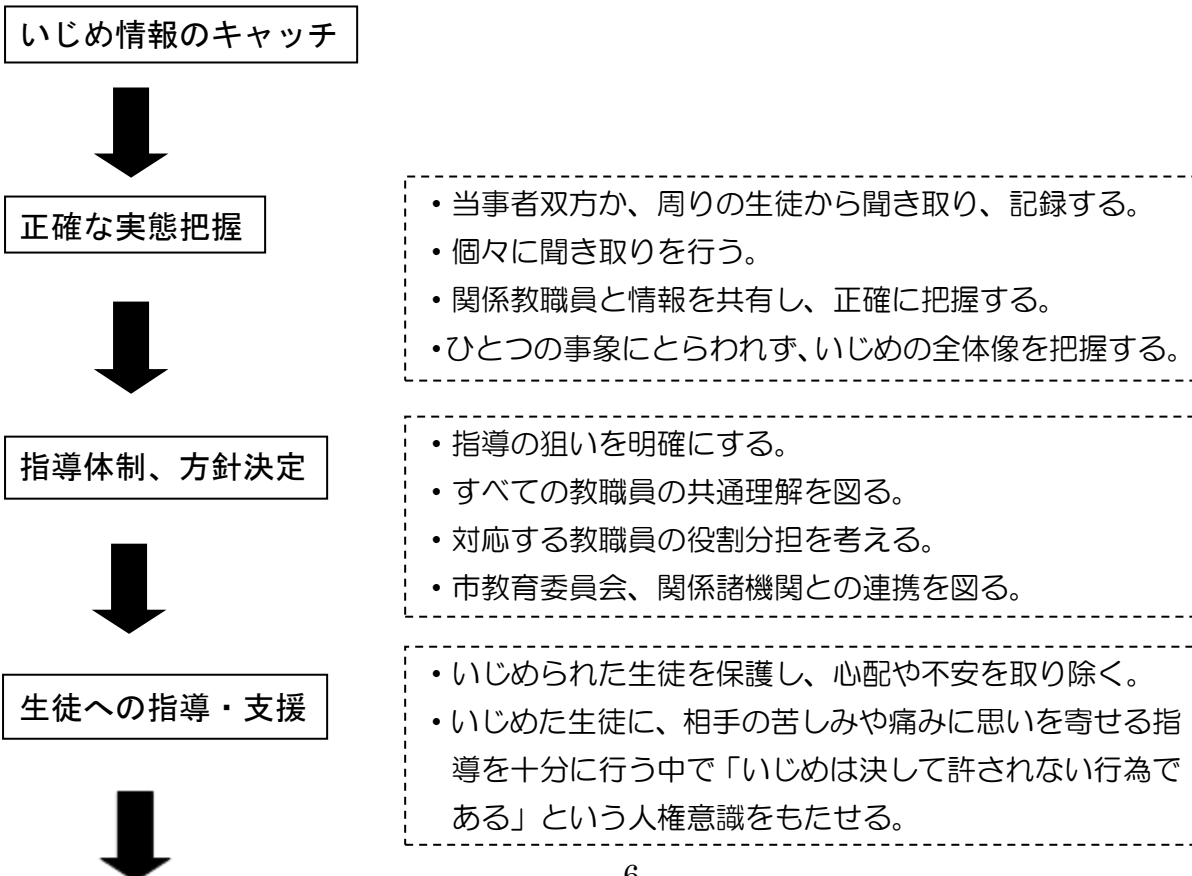 いじめ情報のキャッチ
正確な実態把握
・当事者双方か、周りの生徒から聞き取り、記録する。
・個々に聞き取りを行う。
・関係教職員と情報を共有し、正確に把握する。
・ひとつの事象にとらわれず、いじめの全体像を把握する。
指導体制、方針決定
・指導の狙いを明確にする。
・すべての教職員の共通理解を図る。
・対応する教職員の役割分担を考える。
・市教育委員会、関係諸機関との連携を図る。
生徒への指導・支援
・いじめられた生徒を保護し、心配や不安を取り除く。
・いじめた生徒に、相手の苦しみや痛みに思いを寄せる指
導を十分に行う中で「いじめは決して許されない行為で
ある」という人権意識をもたせる。
6